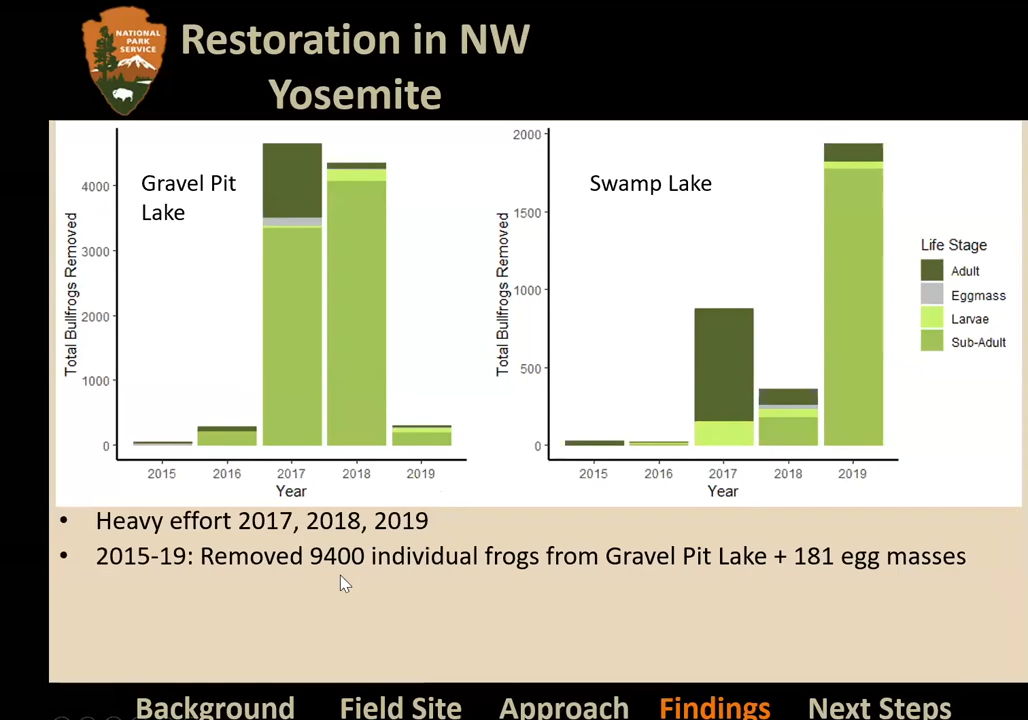 NATIONAL
PARK
SERVICE
Restoration in NW
Yosemite
Gravel Pit
Lake
Total Bullfrogs Removed
4000
3000
2000
1000
0
2015 2016 2017 2018 2019
Year
Swamp Lake
Total Bullfrogs Removed
2000
1500
1000
500
0
2015 2016 2017 2018 2019
Year
Life Stage
Adult
Eggmass
Larvae
Sub-Adult
• Heavy effort 2017, 2018, 2019
• 2015-19: Removed 9400 individual frogs from Gravel Pit Lake + 181 egg masses
Background Field Site Approach Findings Next Steps